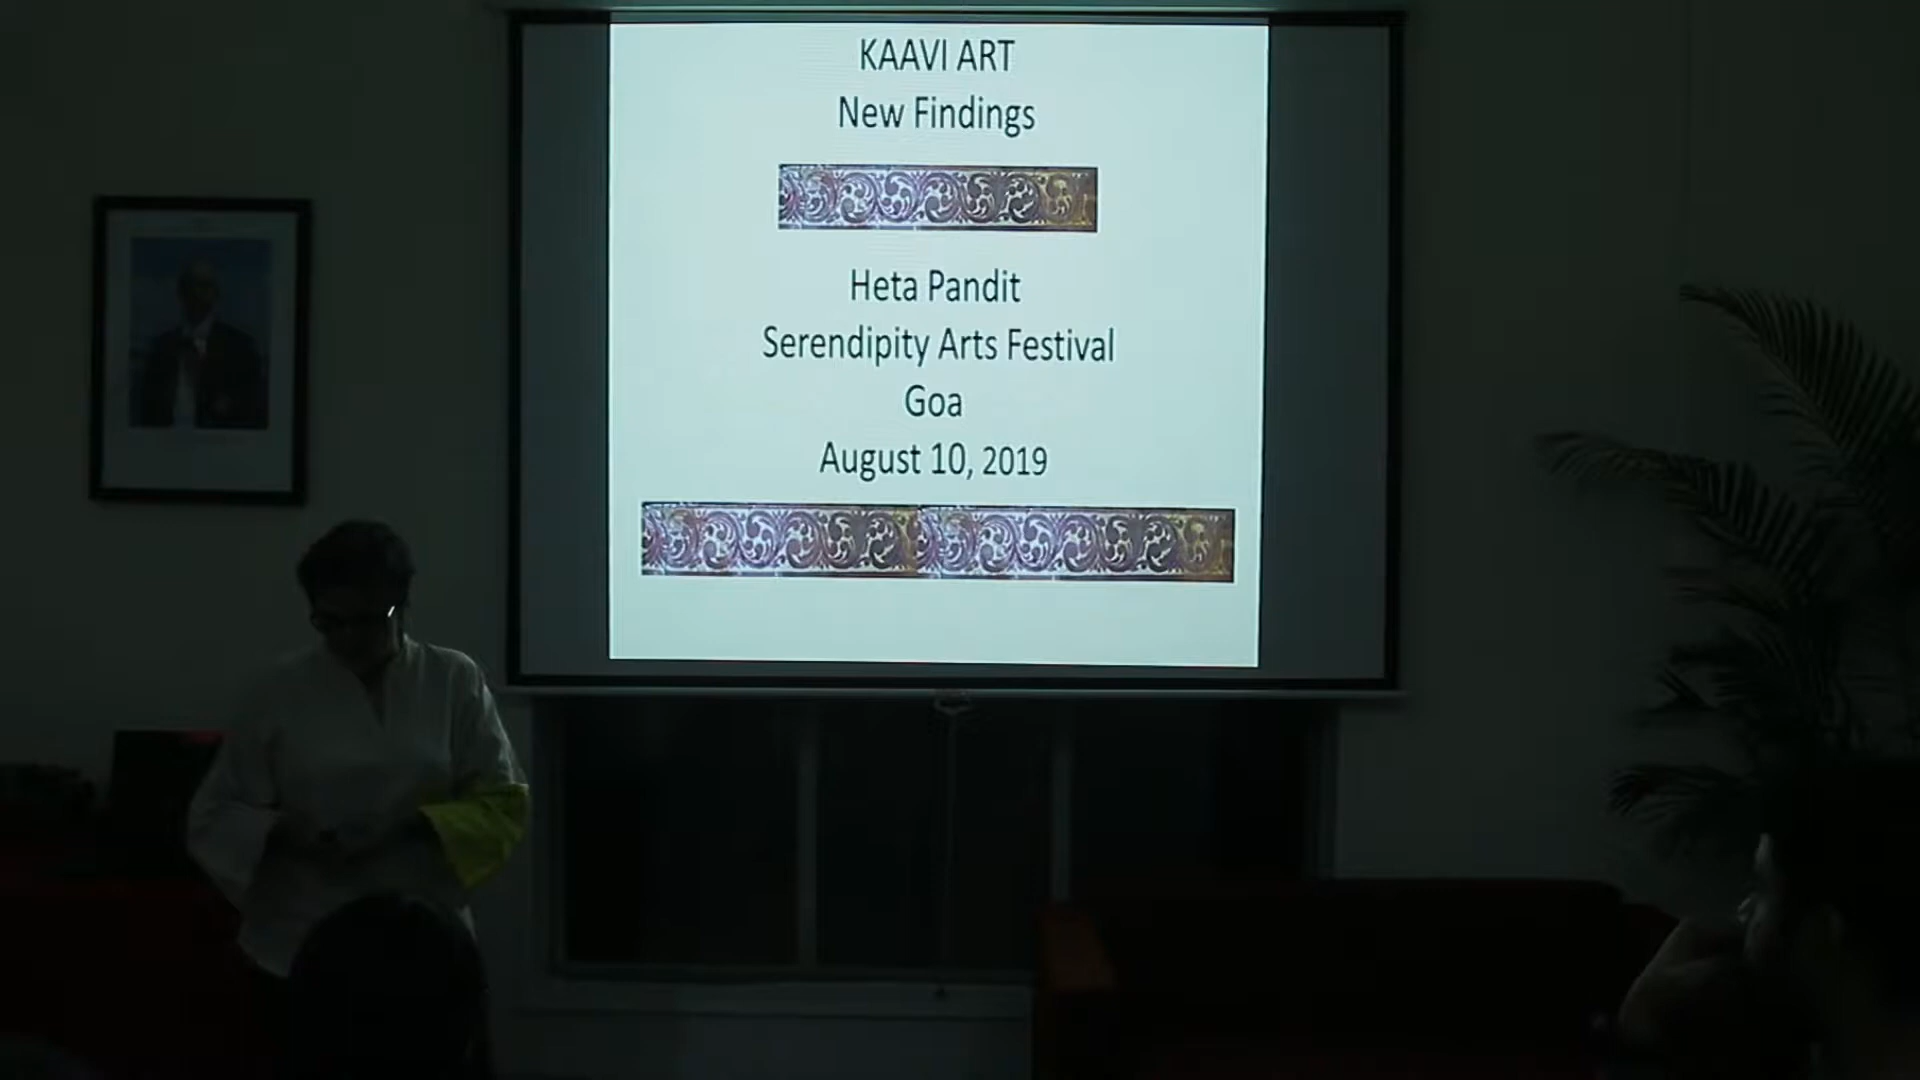 KAAVI ART
New Findings
Heta Pandit
Serendipity Arts Festival
Goa
August 10, 2019